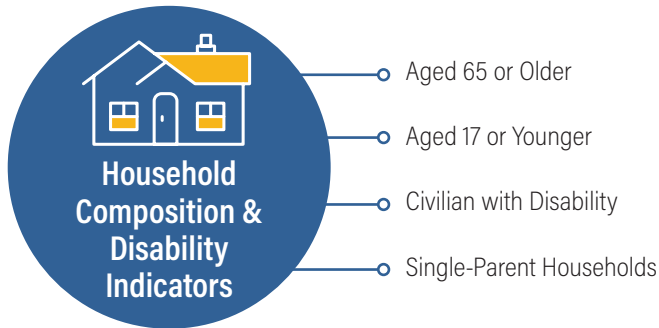 Household
Composition &
Disability
Indicators
Aged 65 or Older
Aged 17 or Younger
Civilian with Disability
Single-Parent Households